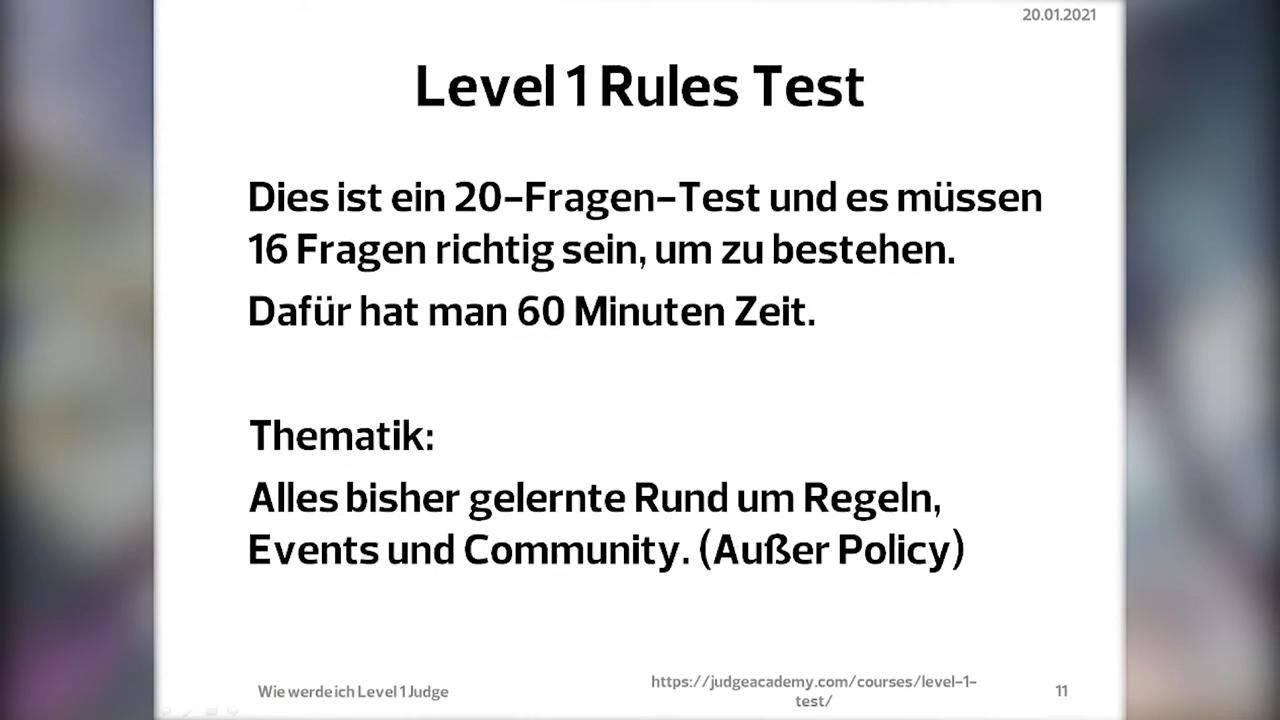 20.01.2021
Level 1 Rules Test
Dies ist ein 20-Fragen-Test und es müssen
16 Fragen richtig sein, um zu bestehen.
Dafür hat man 60 Minuten Zeit.
Thematik:
Alles bisher gelernte Rund um Regeln,
Events und Community. (Außer Policy)
Wie werde ich Level 1 Judge
https://judgeacademy.com/courses/level-1-
test/
11